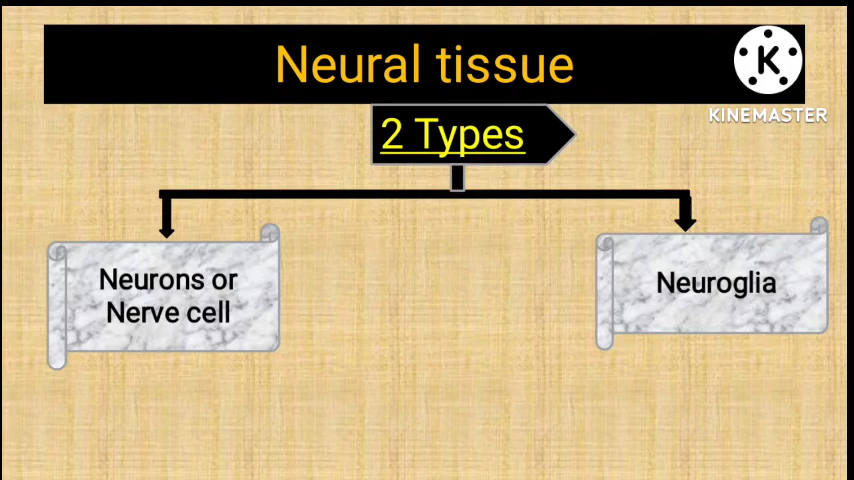 Neural tissue
K
KINEMASTER
2 Types
Neurons or
Nerve cell
Neuroglia